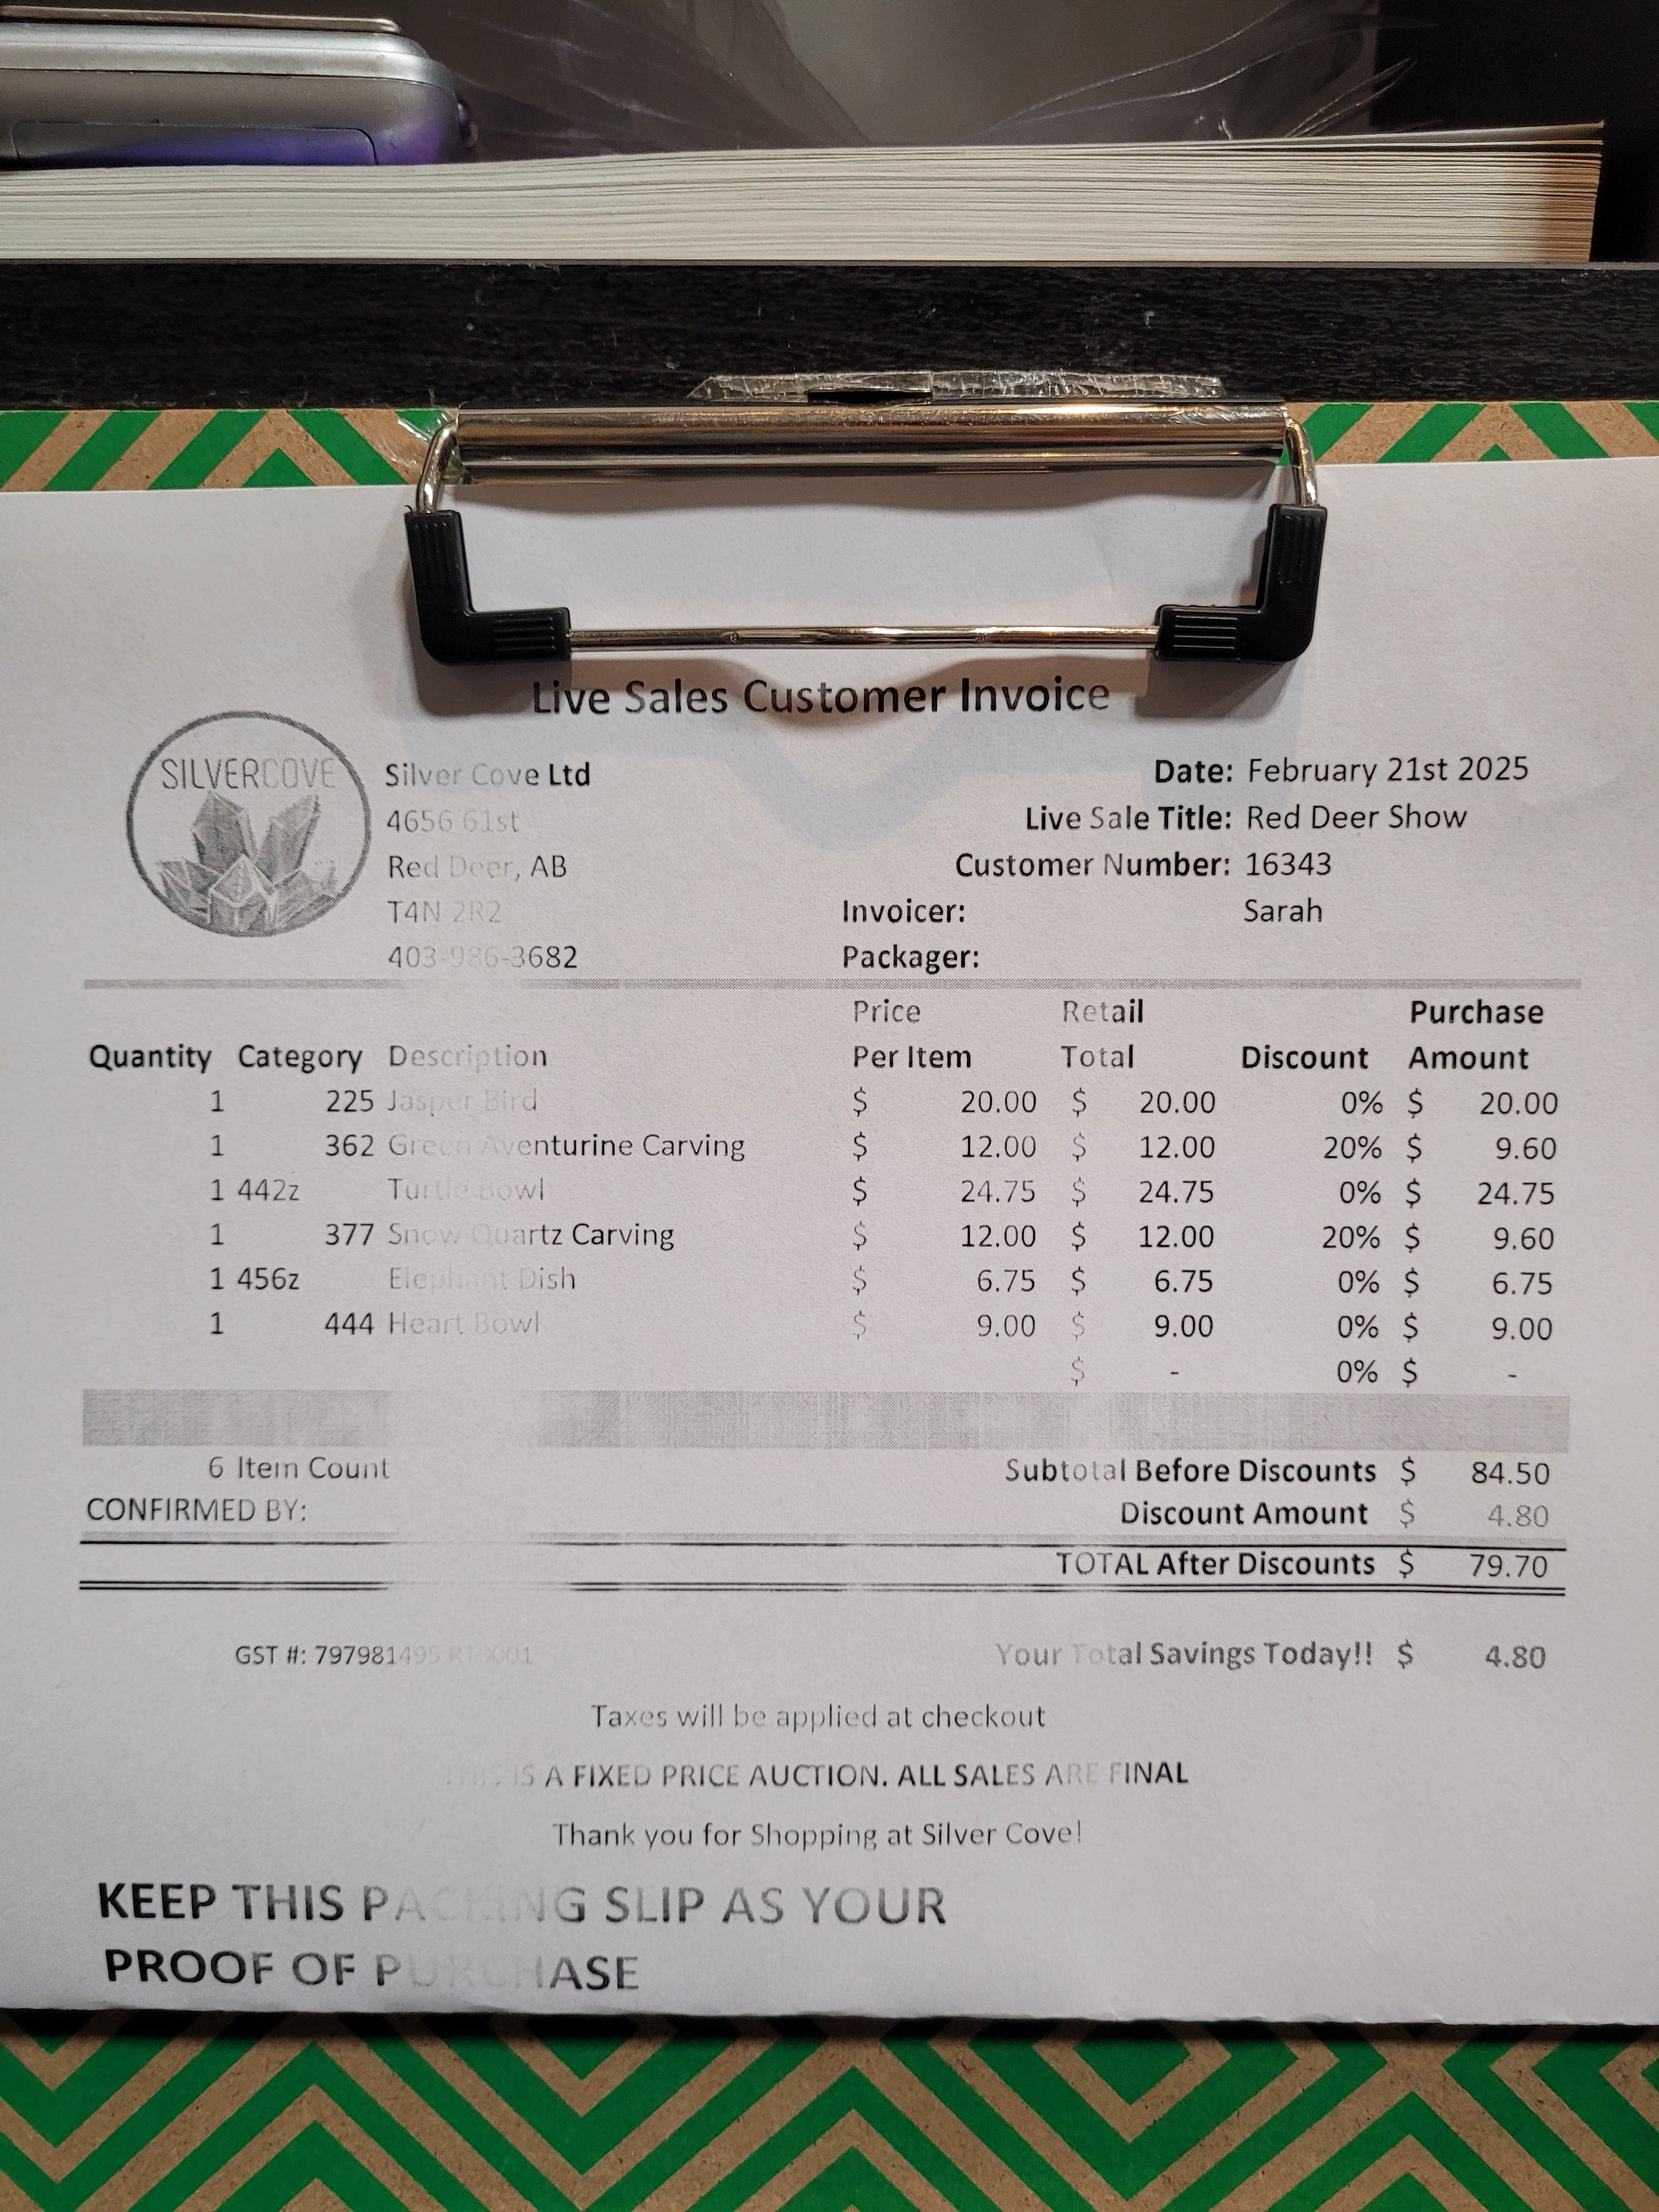 Live Sales Customer Invoice
SILVERCOVE
Silver Cove Ltd
4656 61st
Red Deer, AB
T4N 2R2
403-986-3682
Date: February 21st 2025
Live Sale Title: Red Deer Show
Customer Number: 16343
Invoicer: Sarah
Packager:
Price Retail Purchase
Quantity Category Description Per Item Total Discount Amount
1 225 Jasper Bird $ 20.00 $ 20.00 0% $ 20.00
1 362 Green Aventurine Carving $ 12.00 $ 12.00 20% $ 9.60
1 442z Turtle Bowl $ 24.75 $ 24.75 0% $ 24.75
1 377 Snow Quartz Carving $ 12.00 $ 12.00 20% $ 9.60
1 456z Elephant Dish $ 6.75 $ 6.75 0% $ 6.75
1 444 Heart Bowl $ 9.00 $ 9.00 0% $ 9.00
$ - 0% $ -
6 Item Count Subtotal Before Discounts $ 84.50
CONFIRMED BY: Discount Amount $ 4.80
TOTAL After Discounts $ 79.70
GST #: 797981495RT0001 Your Total Savings Today!! $ 4.80
Taxes will be applied at checkout
THIS IS A FIXED PRICE AUCTION. ALL SALES ARE FINAL
Thank you for Shopping at Silver Cove!
KEEP THIS PACKING SLIP AS YOUR
PROOF OF PURCHASE